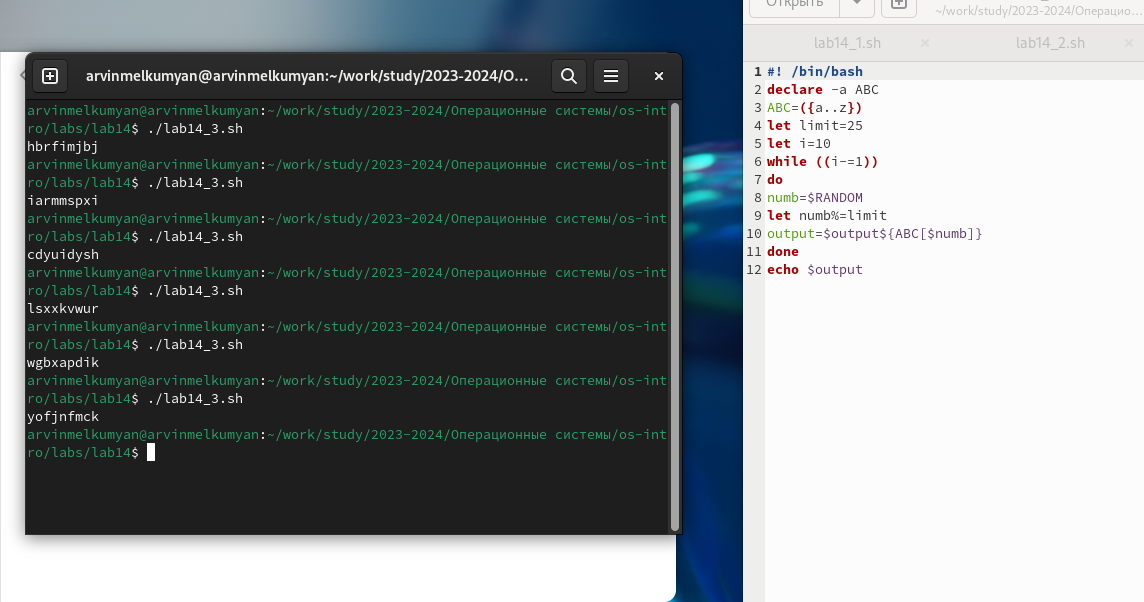 arvinmelkumyan@arvinmelkumyan:~/work/study/2023-2024/О...
arvinmelkumyan@arvinmelkumyan:~/work/study/2023-2024/Операционные системы/os-int
ro/labs/lab14$ ./lab14_3.sh
hbrfimjbj
arvinmelkumyan@arvinmelkumyan:~/work/study/2023-2024/Операционные системы/os-int
ro/labs/lab14$ ./lab14_3.sh
iarmmspxi
arvinmelkumyan@arvinmelkumyan:~/work/study/2023-2024/Операционные системы/os-int
ro/labs/lab14$ ./lab14_3.sh
cdyuidysh
arvinmelkumyan@arvinmelkumyan:~/work/study/2023-2024/Операционные системы/os-int
ro/labs/lab14$ ./lab14_3.sh
lsxxkvwur
arvinmelkumyan@arvinmelkumyan:~/work/study/2023-2024/Операционные системы/os-int
ro/labs/lab14$ ./lab14_3.sh
wgbxapdik
arvinmelkumyan@arvinmelkumyan:~/work/study/2023-2024/Операционные системы/os-int
ro/labs/lab14$ ./lab14_3.sh
yofjnfmck
arvinmelkumyan@arvinmelkumyan:~/work/study/2023-2024/Операционные системы/os-int
ro/labs/lab14$
Открыть
~/work/study/2023-2024/Операцио...
lab14_1.sh
lab14_2.sh
1 #! /bin/bash
2 declare -a ABC
3 ABC=({a..z})
4 let limit=25
5 let i=10
6 while ((i-=1))
7 do
8 numb=$RANDOM
9 let numb%=limit
10 output=$output${ABC[$numb]}
11 done
12 echo $output